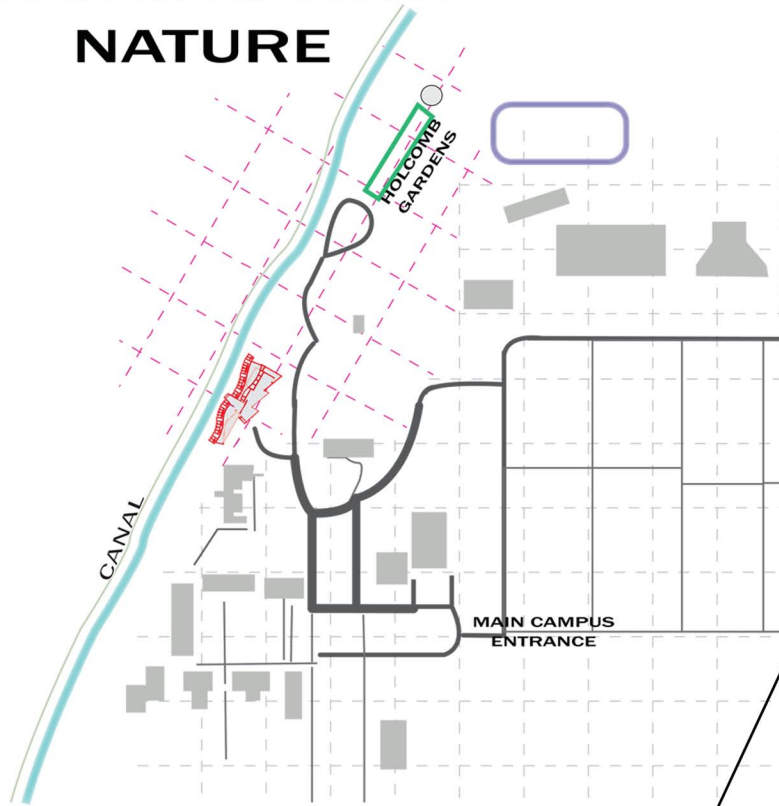 NATURE
HOLCOMB
GARDENS
CANAL
MAIN CAMPUS
ENTRANCE